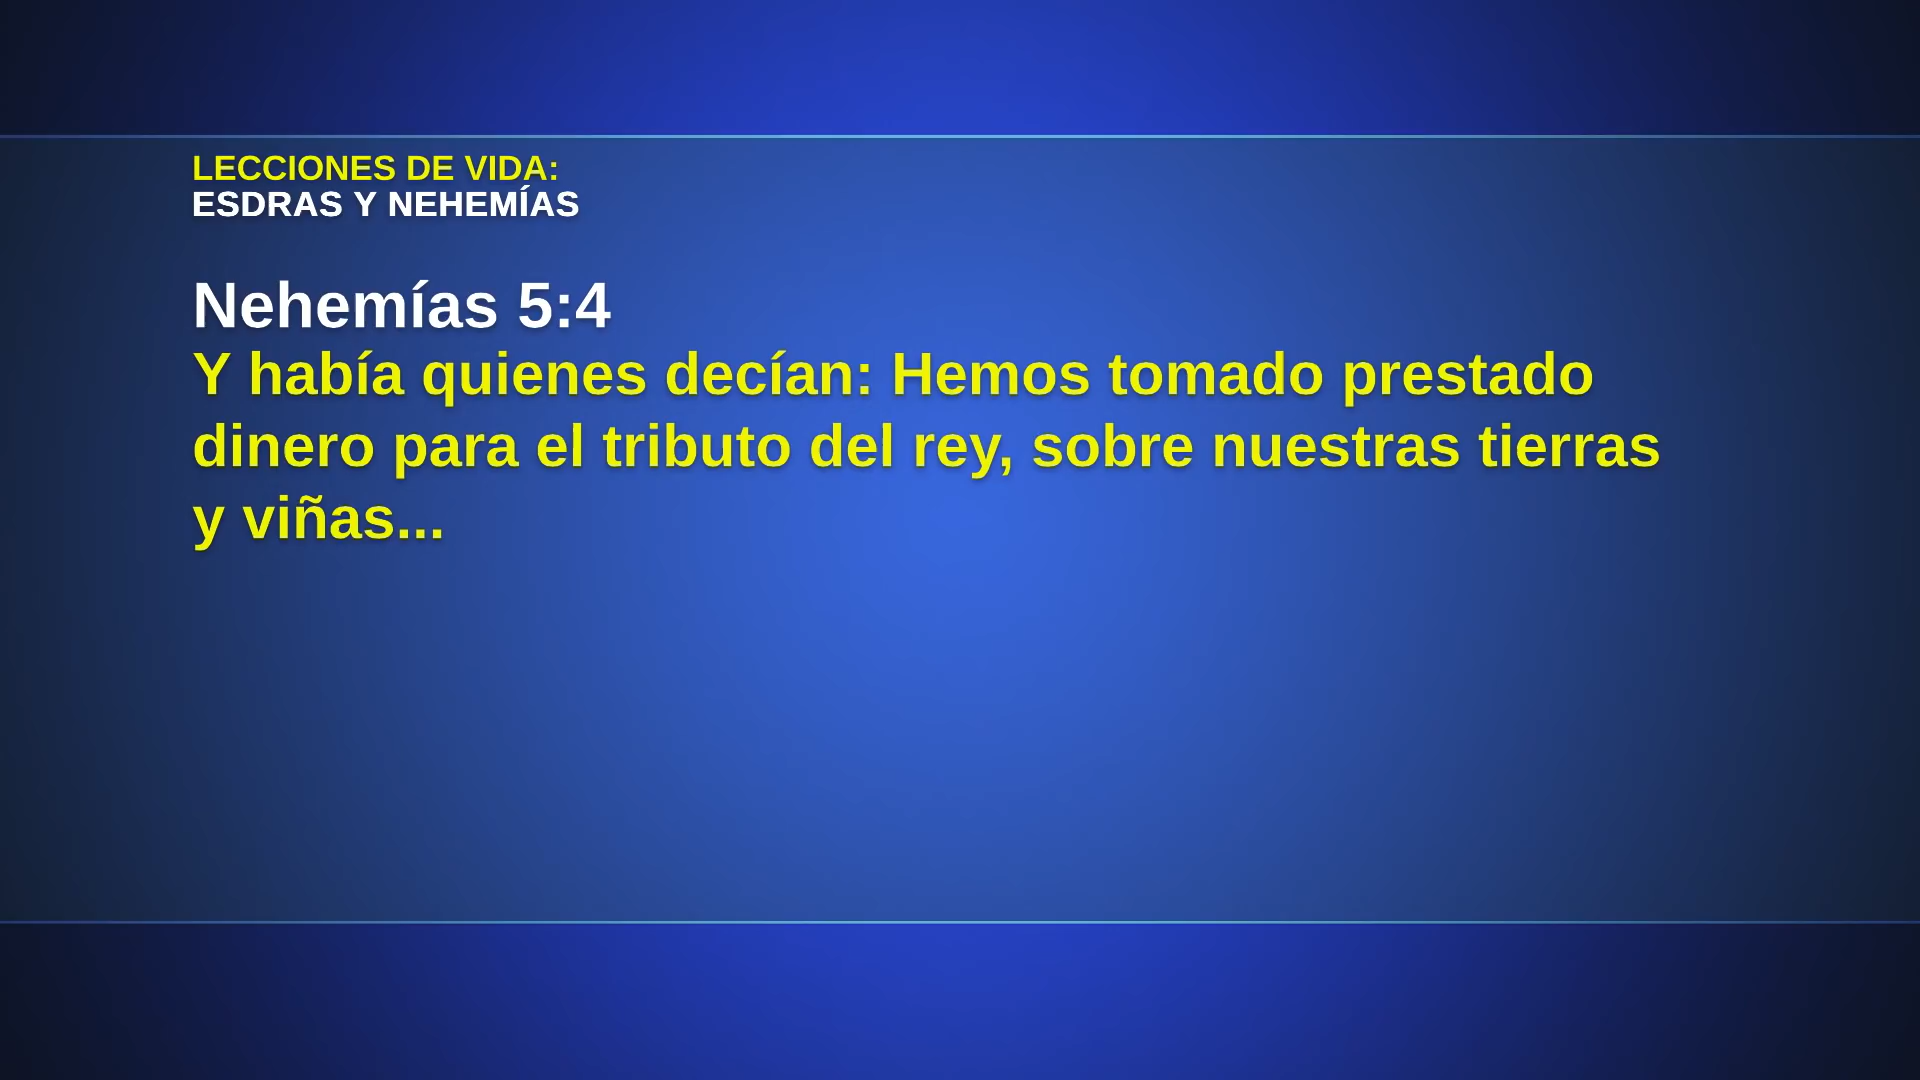 LECCIONES DE VIDA:
ESDRAS Y NEHEMÍAS
Nehemías 5:4
Y había quienes decían: Hemos tomado prestado
dinero para el tributo del rey, sobre nuestras tierras
y viñas...